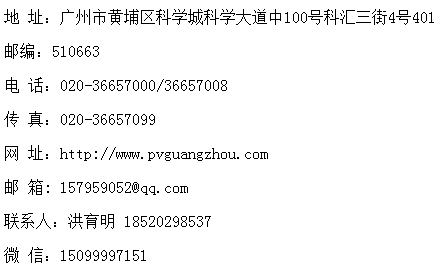 地 址：广州市黄埔区科学城科学大道中100号科汇三街4号401
邮编：510663
电 话：020-36657000/36657008
传 真：020-36657099
网 址：http://www.pvguangzhou.com
邮 箱: 157959052@qq.com
联系人：洪育明 18520298537
微 信：15099997151